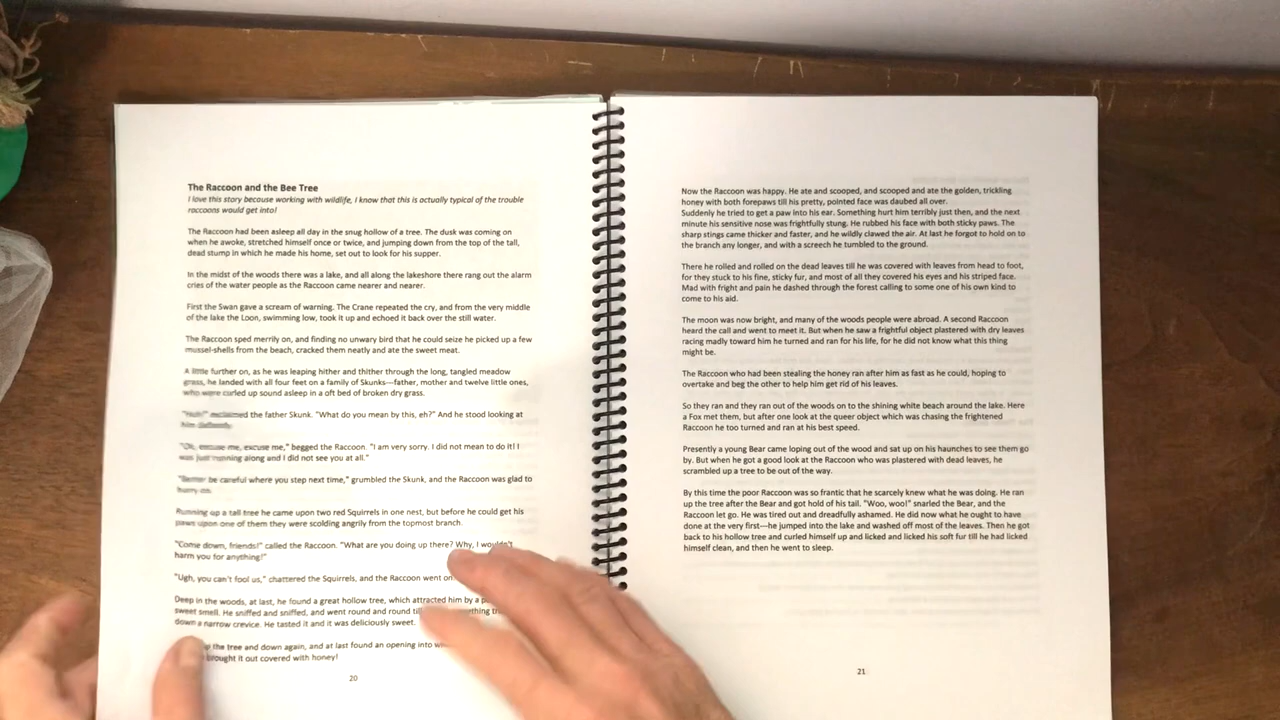 The Raccoon and the Bee Tree
I love this story because working with wildlife, I know that this is actually typical of the trouble
raccoons would get into!
The Raccoon had been asleep all day in the snug hollow of a tree. The dusk was coming on
when he awoke, stretched himself once or twice, and jumping down from the top of the tall,
dead stump in which he made his home, set out to look for his supper.
In the midst of the woods there was a lake, and all along the lakeshore there rang out the alarm
cries of the water people as the Raccoon came nearer and nearer.
First the Swan gave a scream of warning. The Crane repeated the cry, and from the very middle
of the lake the Loon, swimming low, took it up and echoed it back over the still water.
The Raccoon sped merrily on, and finding no unwary bird that he could seize he picked up a few
mussel-shells from the beach, cracked them neatly and ate the sweet meat.
A little further on, as he was leaping hither and thither through the long, tangled meadow
grass, he landed with all four feet on a family of Skunks—father, mother and twelve little ones,
who were curled up sound asleep in a oft bed of broken dry grass.
"Huh!" exclaimed the father Skunk. "What do you mean by this, eh?" And he stood looking at
him defiantly.
"Oh, excuse me, excuse me," begged the Raccoon. "I am very sorry. I did not mean to do it! I
was just running along and I did not see you at all."
"Better be careful where you step next time," grumbled the Skunk, and the Raccoon was glad to
hurry on.
Running up a tall tree he came upon two red Squirrels in one nest, but before he could get his
paws upon one of them they were scolding angrily from the topmost branch.
"Come down, friends!" called the Raccoon. "What are you doing up there? Why, I wouldn't
harm you for anything!"
"Ugh, you can't fool us," chattered the Squirrels, and the Raccoon went on.
Deep in the woods, at last, he found a great hollow tree, which attracted him by a
sweet smell. He sniffed and sniffed, and went round and round
down a narrow crevice. He tasted it and it was deliciously sweet.
the tree and down again, and at last found an opening into
brought it out covered with honey!
20
Now the Raccoon was happy. He ate and scooped, and scooped and ate the golden, trickling
honey with both forepaws till his pretty, pointed face was daubed all over.
Suddenly he tried to get a paw into his ear. Something hurt him terribly just then, and the next
minute his sensitive nose was frightfully stung. He rubbed his face with both sticky paws. The
sharp stings came thicker and faster, and he wildly clawed the air. At last he forgot to hold on to
the branch any longer, and with a screech he tumbled to the ground.
There he rolled and rolled on the dead leaves till he was covered with leaves from head to foot,
for they stuck to his fine, sticky fur, and most of all they covered his eyes and his striped face.
Mad with fright and pain he dashed through the forest calling to some one of his own kind to
come to his aid.
The moon was now bright, and many of the woods people were abroad. A second Raccoon
heard the call and went to meet it. But when he saw a frightful object plastered with dry leaves
racing madly toward him he turned and ran for his life, for he did not know what this thing
might be.
The Raccoon who had been stealing the honey ran after him as fast as he could, hoping to
overtake and beg the other to help him get rid of his leaves.
So they ran and they ran out of the woods on to the shining white beach around the lake. Here
a Fox met them, but after one look at the queer object which was chasing the frightened
Raccoon he too turned and ran at his best speed.
Presently a young Bear came loping out of the wood and sat up on his haunches to see them go
by. But when he got a good look at the Raccoon who was plastered with dead leaves, he
scrambled up a tree to be out of the way.
By this time the poor Raccoon was so frantic that he scarcely knew what he was doing. He ran
up the tree after the Bear and got hold of his tail. "Woo, woo!" snarled the Bear, and the
Raccoon let go. He was tired out and dreadfully ashamed. He did now what he ought to have
done at the very first—he jumped into the lake and washed off most of the leaves. Then he got
back to his hollow tree and curled himself up and licked and licked his soft fur till he had licked
himself clean, and then he went to sleep.
21